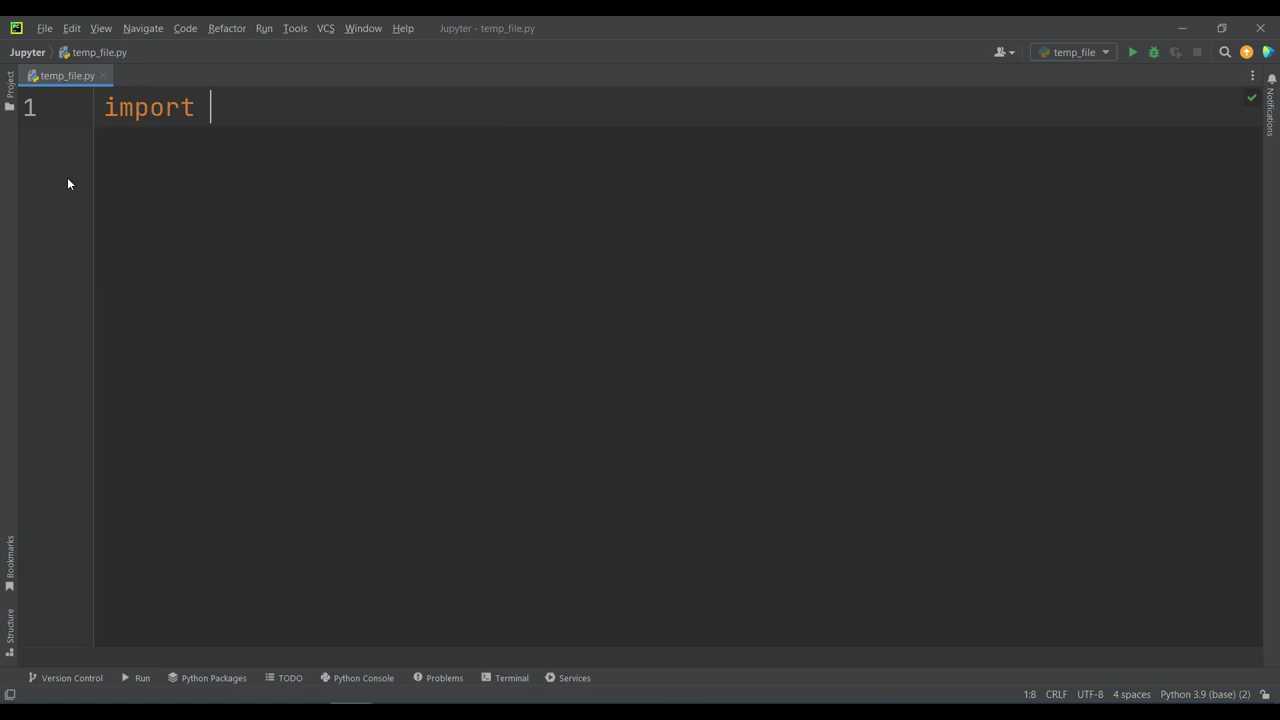 File Edit View Navigate Code Refactor Run Tools VCS Window Help Jupyter - temp_file.py
Jupyter temp_file.py temp_file
Project temp_file.py
1 import
Notifications
Bookmarks
Structure
Version Control Run Python Packages TODO Python Console Problems Terminal Services
1:8 CRLF UTF-8 4 spaces Python 3.9 (base) (2)